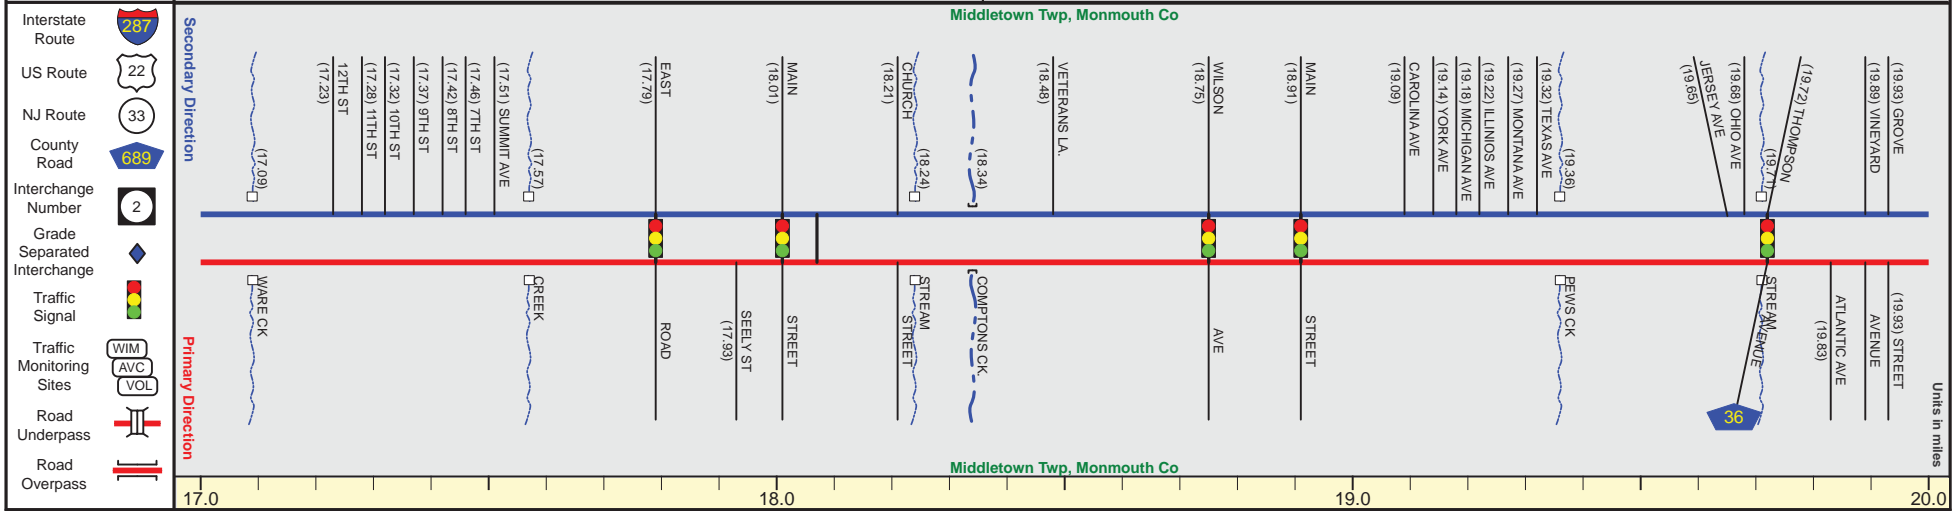 Interstate
Route
287
US Route
22
NJ Route
33
County
Road
689
Interchange
Number
2
Grade
Separated
Interchange
Traffic
Signal
Traffic
Monitoring
Sites
WIM
AVC
VOL
Road
Underpass
Road
Overpass
Secondary Direction
Primary Direction
Middletown Twp, Monmouth Co
(17.09)
12TH ST
(17.23)
(17.28) 11TH ST
(17.32) 10TH ST
(17.37) 9TH ST
(17.42) 8TH ST
(17.46) 7TH ST
(17.51) SUMMIT AVE
(17.57)
EAST
(17.79)
MAIN
(18.01)
CHURCH
(18.21)
(18.24)
(18.34)
VETERANS LA.
(18.48)
WILSON
(18.75)
MAIN
(18.91)
CAROLINA AVE
(19.09)
(19.14) YORK AVE
(19.18) MICHIGAN AVE
(19.22) ILLINIOS AVE
(19.27) MONTANA AVE
(19.32) TEXAS AVE
(19.36)
JERSEY AVE
(19.65)
(19.68) OHIO AVE
(19.71)
(19.72) THOMPSON
(19.89) VINEYARD
(19.93) GROVE
WARE CK
CREEK
ROAD
SEELY ST
(17.93)
STREET
STREET
STREAM
COMPTONS CK.
AVE
STREET
PEWS CK
STREAM
AVENUE
36
ATLANTIC AVE
(19.83)
AVENUE
(19.93) STREET
Units in miles
Middletown Twp, Monmouth Co
17.0
18.0
19.0
20.0